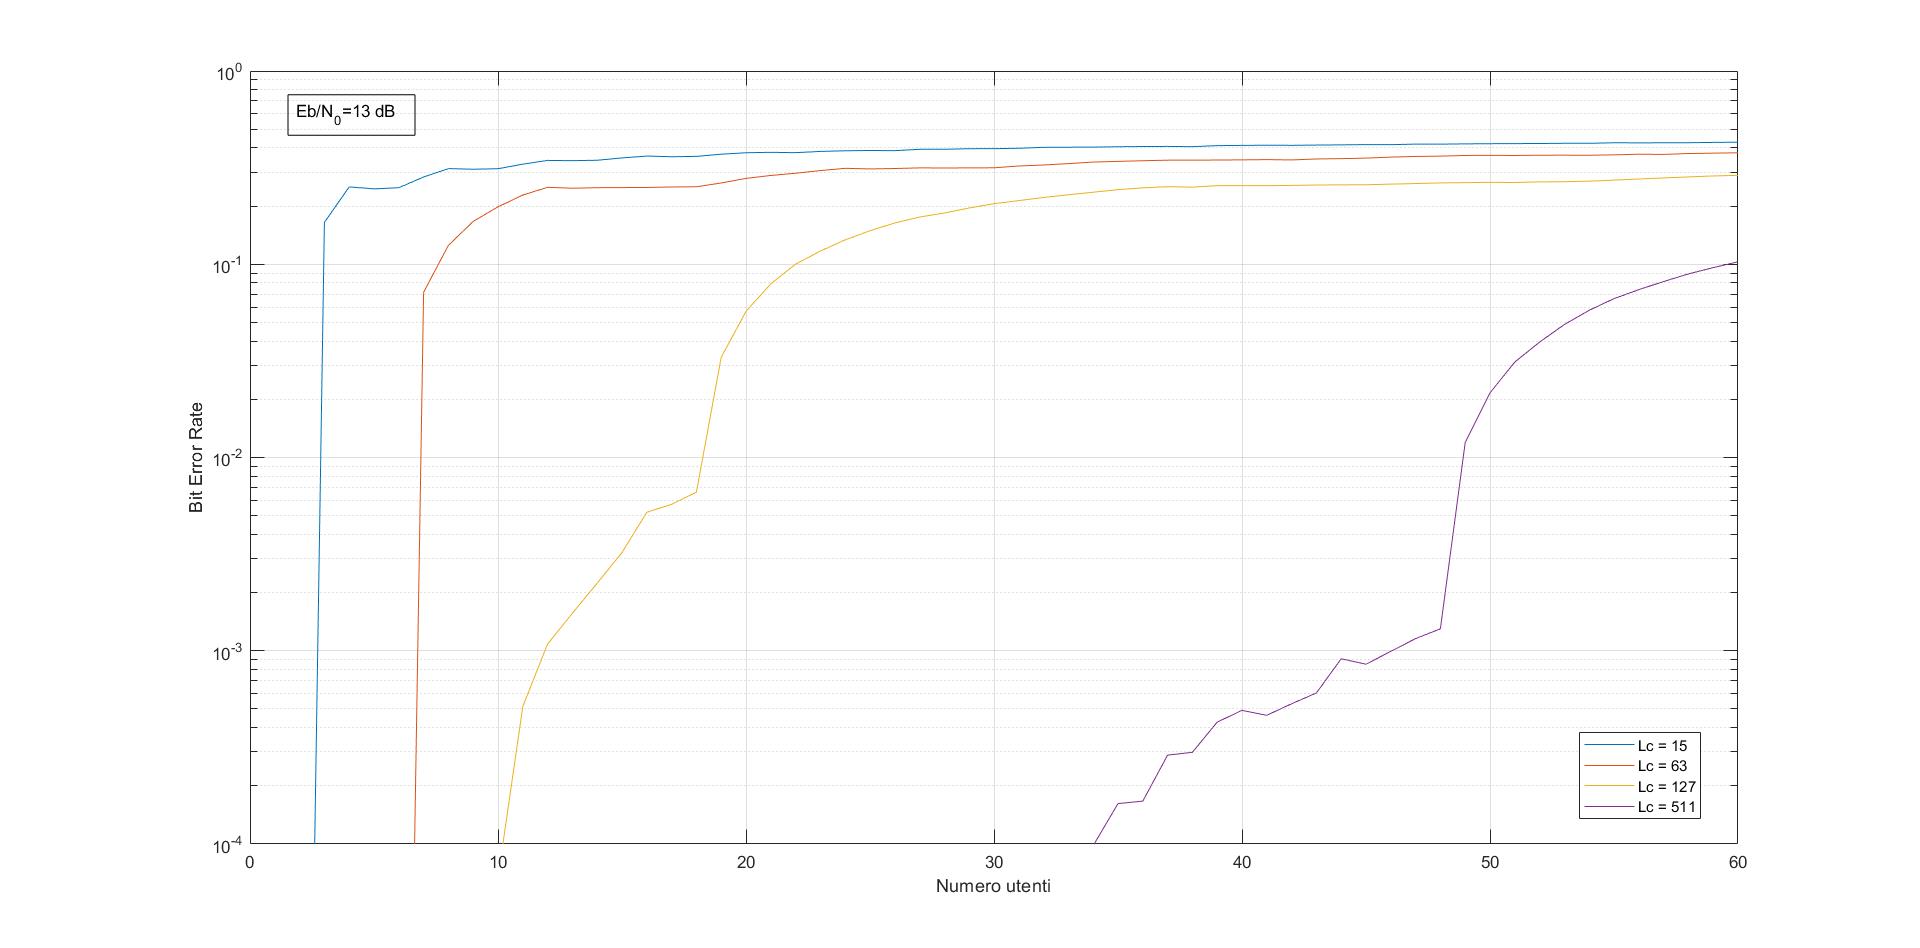 Eb/N0=13 dB
10^0
10^-1
10^-2
10^-3
10^-4
Bit Error Rate
0 10 20 30 40 50 60
Numero utenti
Lc = 15
Lc = 63
Lc = 127
Lc = 511